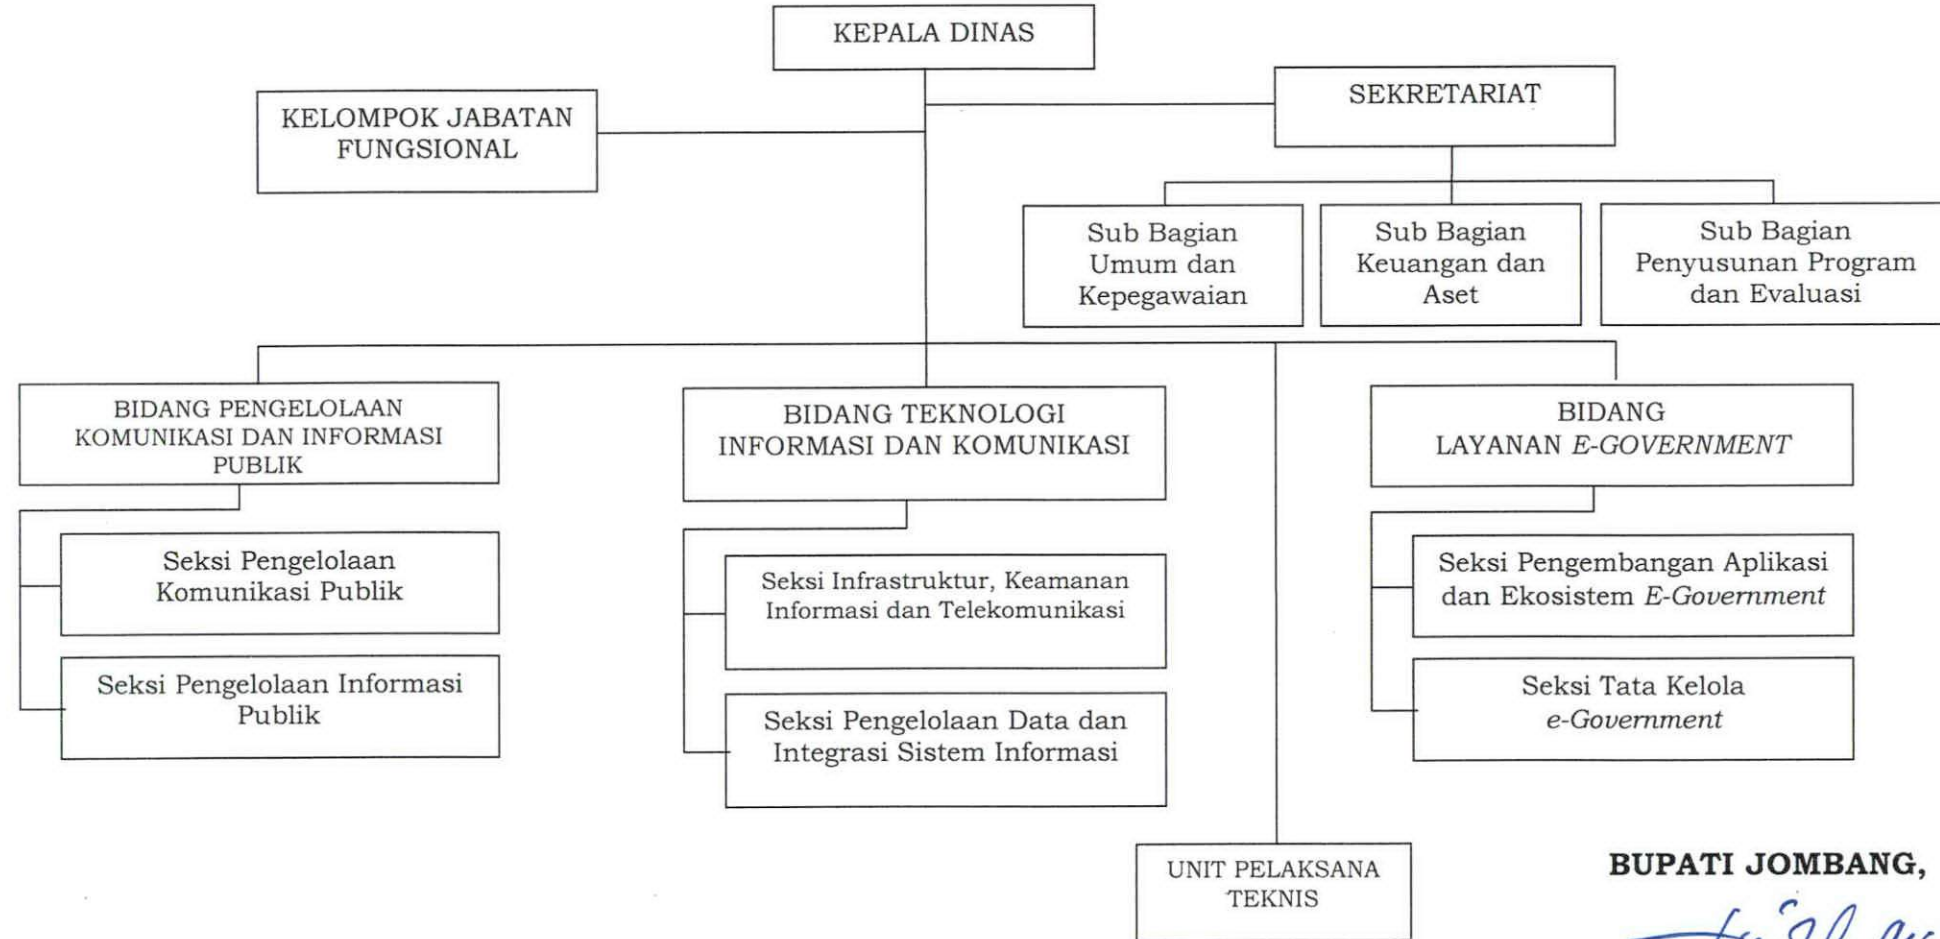 KEPALA DINAS
SEKRETARIAT
KELOMPOK JABATAN
FUNGSIONAL
Sub Bagian
Umum dan
Kepegawaian
Sub Bagian
Keuangan dan
Aset
Sub Bagian
Penyusunan Program
dan Evaluasi
BIDANG PENGELOLAAN
KOMUNIKASI DAN INFORMASI
PUBLIK
Seksi Pengelolaan
Komunikasi Publik
Seksi Pengelolaan Informasi
Publik
BIDANG TEKNOLOGI
INFORMASI DAN KOMUNIKASI
Seksi Infrastruktur, Keamanan
Informasi dan Telekomunikasi
Seksi Pengelolaan Data dan
Integrasi Sistem Informasi
BIDANG
LAYANAN E-GOVERNMENT
Seksi Pengembangan Aplikasi
dan Ekosistem E-Government
Seksi Tata Kelola
e-Government
UNIT PELAKSANA
TEKNIS
BUPATI JOMBANG,